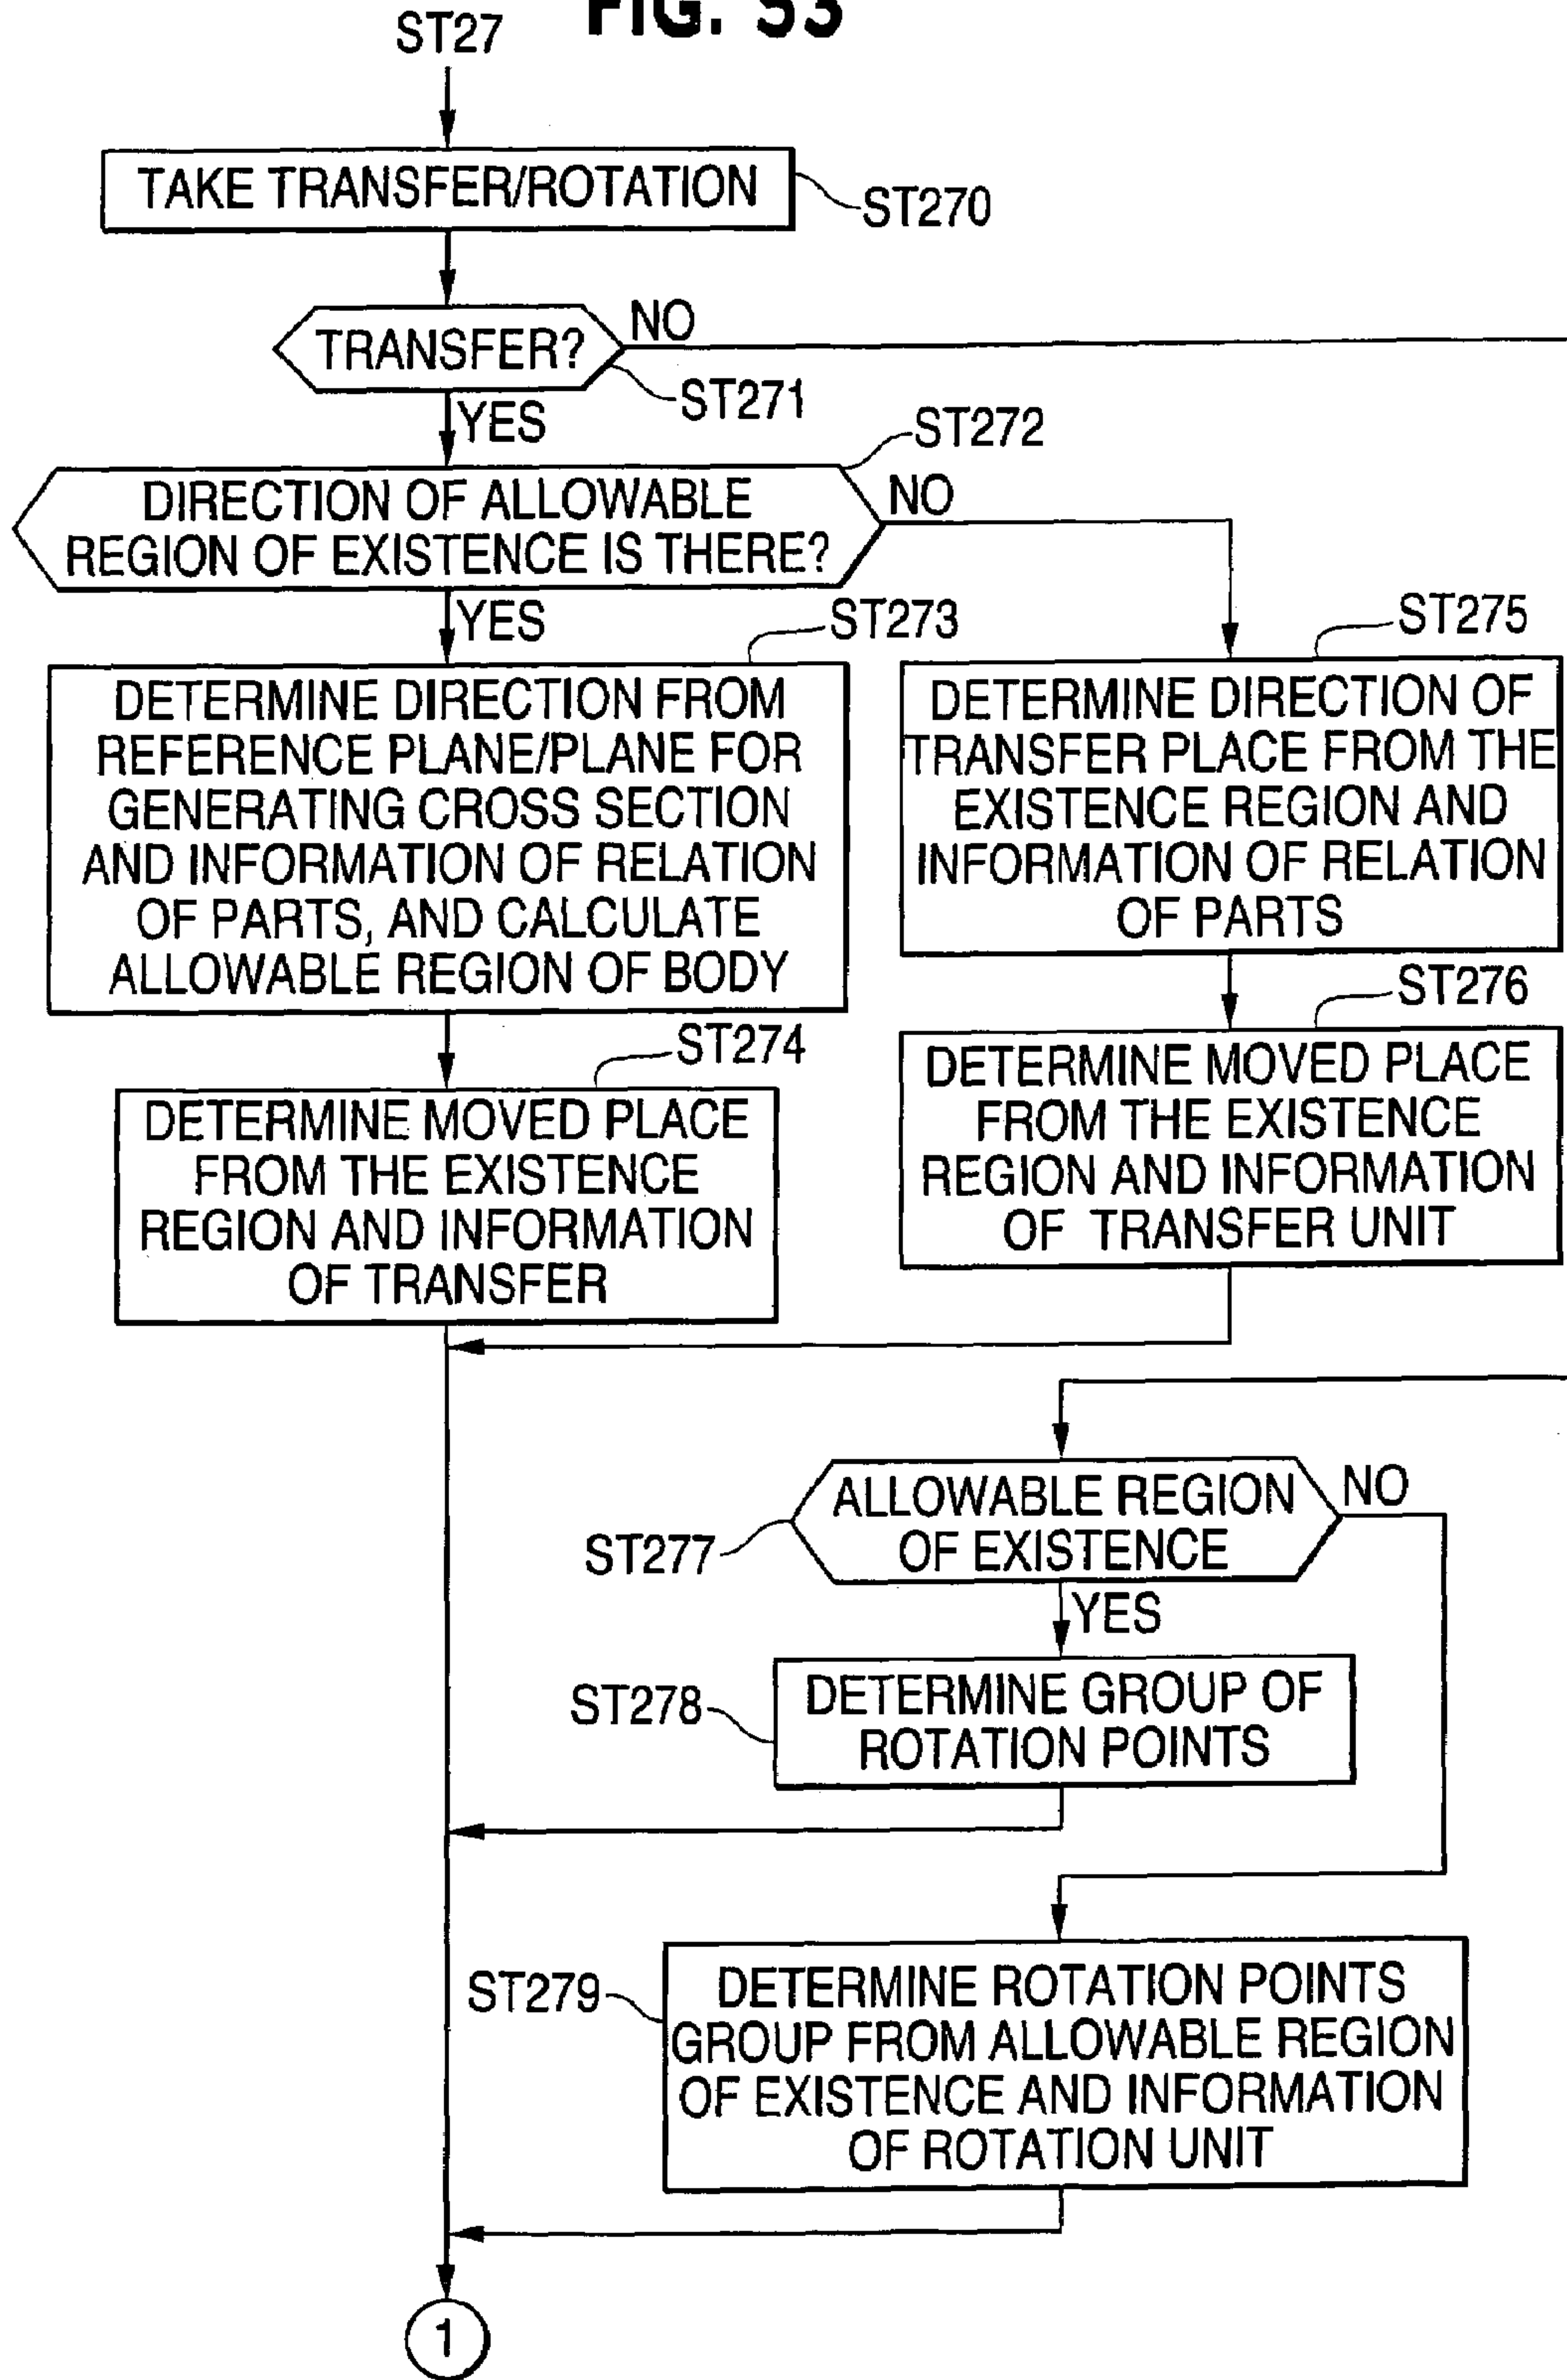 FIG. 53
ST27
TAKE TRANSFER/ROTATION
ST270
TRANSFER?
NO
ST271
YES
ST272
DIRECTION OF ALLOWABLE
REGION OF EXISTENCE IS THERE?
NO
YES
ST273
DETERMINE DIRECTION FROM
REFERENCE PLANE/PLANE FOR
GENERATING CROSS SECTION
AND INFORMATION OF RELATION
OF PARTS, AND CALCULATE
ALLOWABLE REGION OF BODY
ST275
DETERMINE DIRECTION OF
TRANSFER PLACE FROM THE
EXISTENCE REGION AND
INFORMATION OF RELATION
OF PARTS
ST274
DETERMINE MOVED PLACE
FROM THE EXISTENCE
REGION AND INFORMATION
OF TRANSFER
ST276
DETERMINE MOVED PLACE
FROM THE EXISTENCE
REGION AND INFORMATION
OF TRANSFER UNIT
ALLOWABLE REGION
OF EXISTENCE
NO
ST277
YES
ST278
DETERMINE GROUP OF
ROTATION POINTS
ST279
DETERMINE ROTATION POINTS
GROUP FROM ALLOWABLE REGION
OF EXISTENCE AND INFORMATION
OF ROTATION UNIT
1